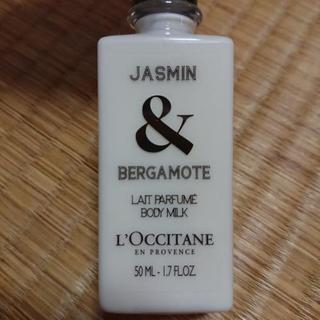 JASMIN
&
BERGAMOTE
LAIT PARFUMÉ
BODY MILK
L'OCCITANE
EN PROVENCE
50 ML - 1.7 FL.OZ.